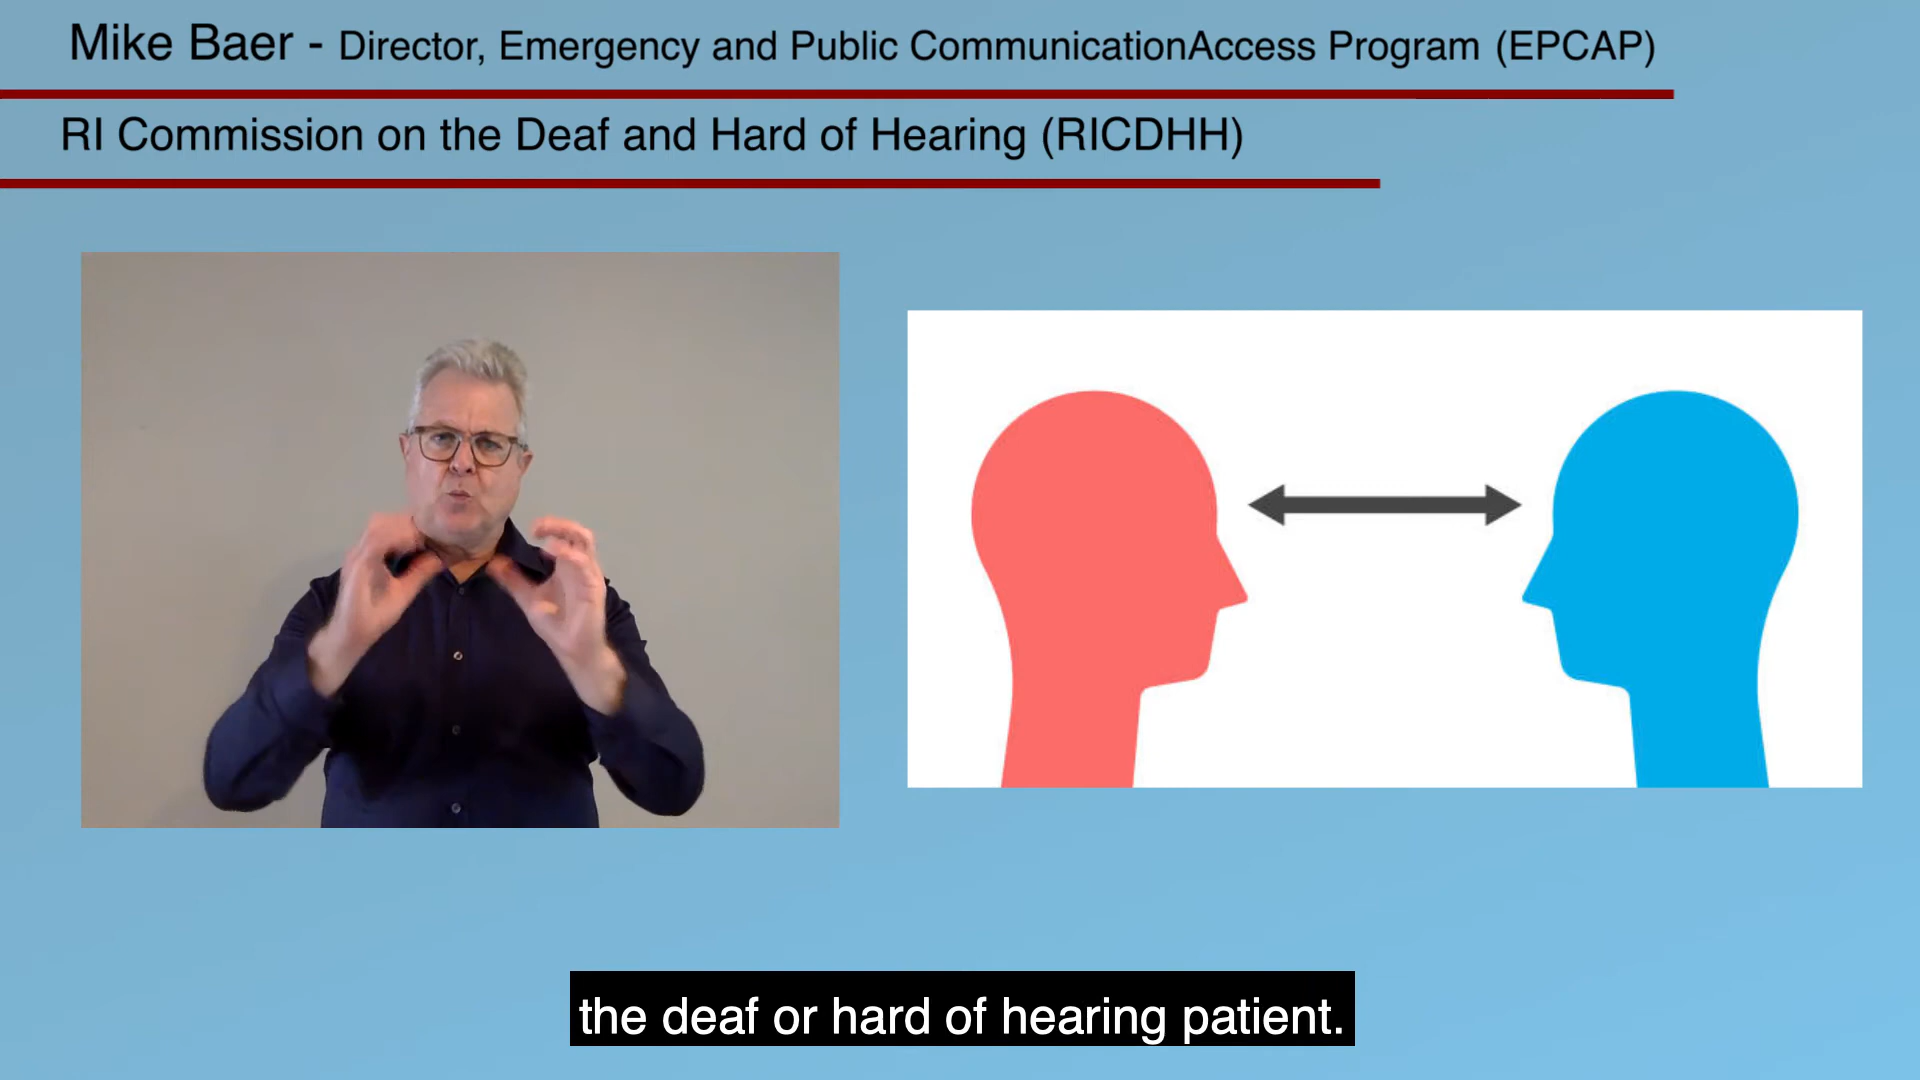 Mike Baer - Director, Emergency and Public CommunicationAccess Program (EPCAP)
RI Commission on the Deaf and Hard of Hearing (RICDHH)
the deaf or hard of hearing patient.